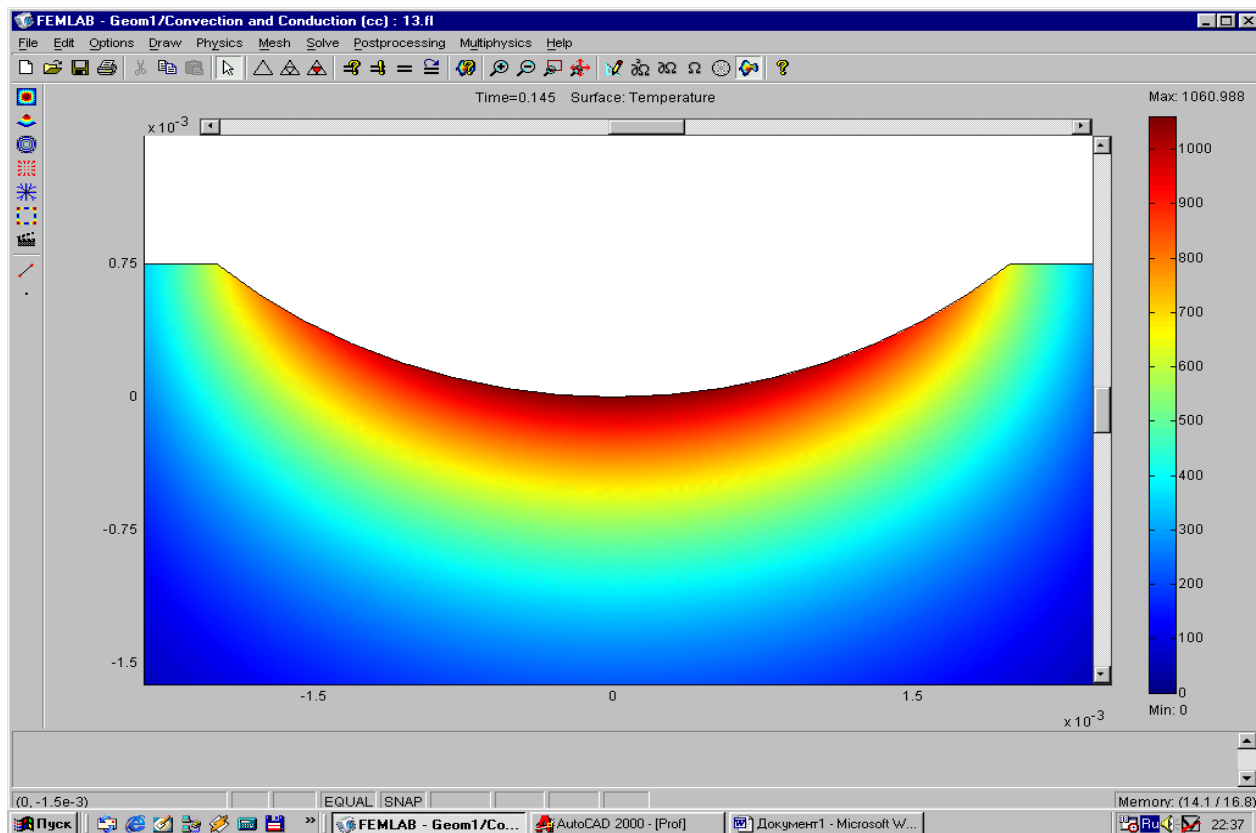 FEMLAB - Geom1/Convection and Conduction (cc) : 13.fl
File Edit Options Draw Physics Mesh Solve Postprocessing Multiphysics Help
Time=0.145 Surface: Temperature
Max: 1060.988
x 10^-3
0.75
0
-0.75
-1.5
-1.5 0 1.5
x 10^-3
1000
900
800
700
600
500
400
300
200
100
0
Min: 0
(0, -1.5e-3)
EQUAL SNAP
Memory: (14.1 / 16.8)
Пуск
»
FEMLAB - Geom1/Co...
AutoCAD 2000 - [Prof]
Документ1 - Microsoft W...
Ru
22:37